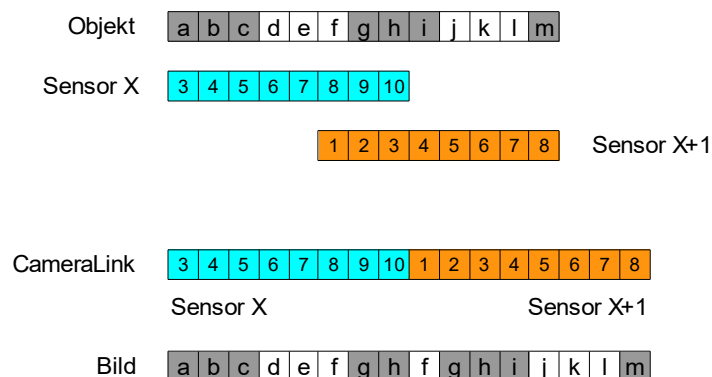 Objekt a b c d e f g h i j k l m
Sensor X 3 4 5 6 7 8 9 10
1 2 3 4 5 6 7 8 Sensor X+1
CameraLink 3 4 5 6 7 8 9 10 1 2 3 4 5 6 7 8
Sensor X Sensor X+1
Bild a b c d e f g h f g h i j k l m